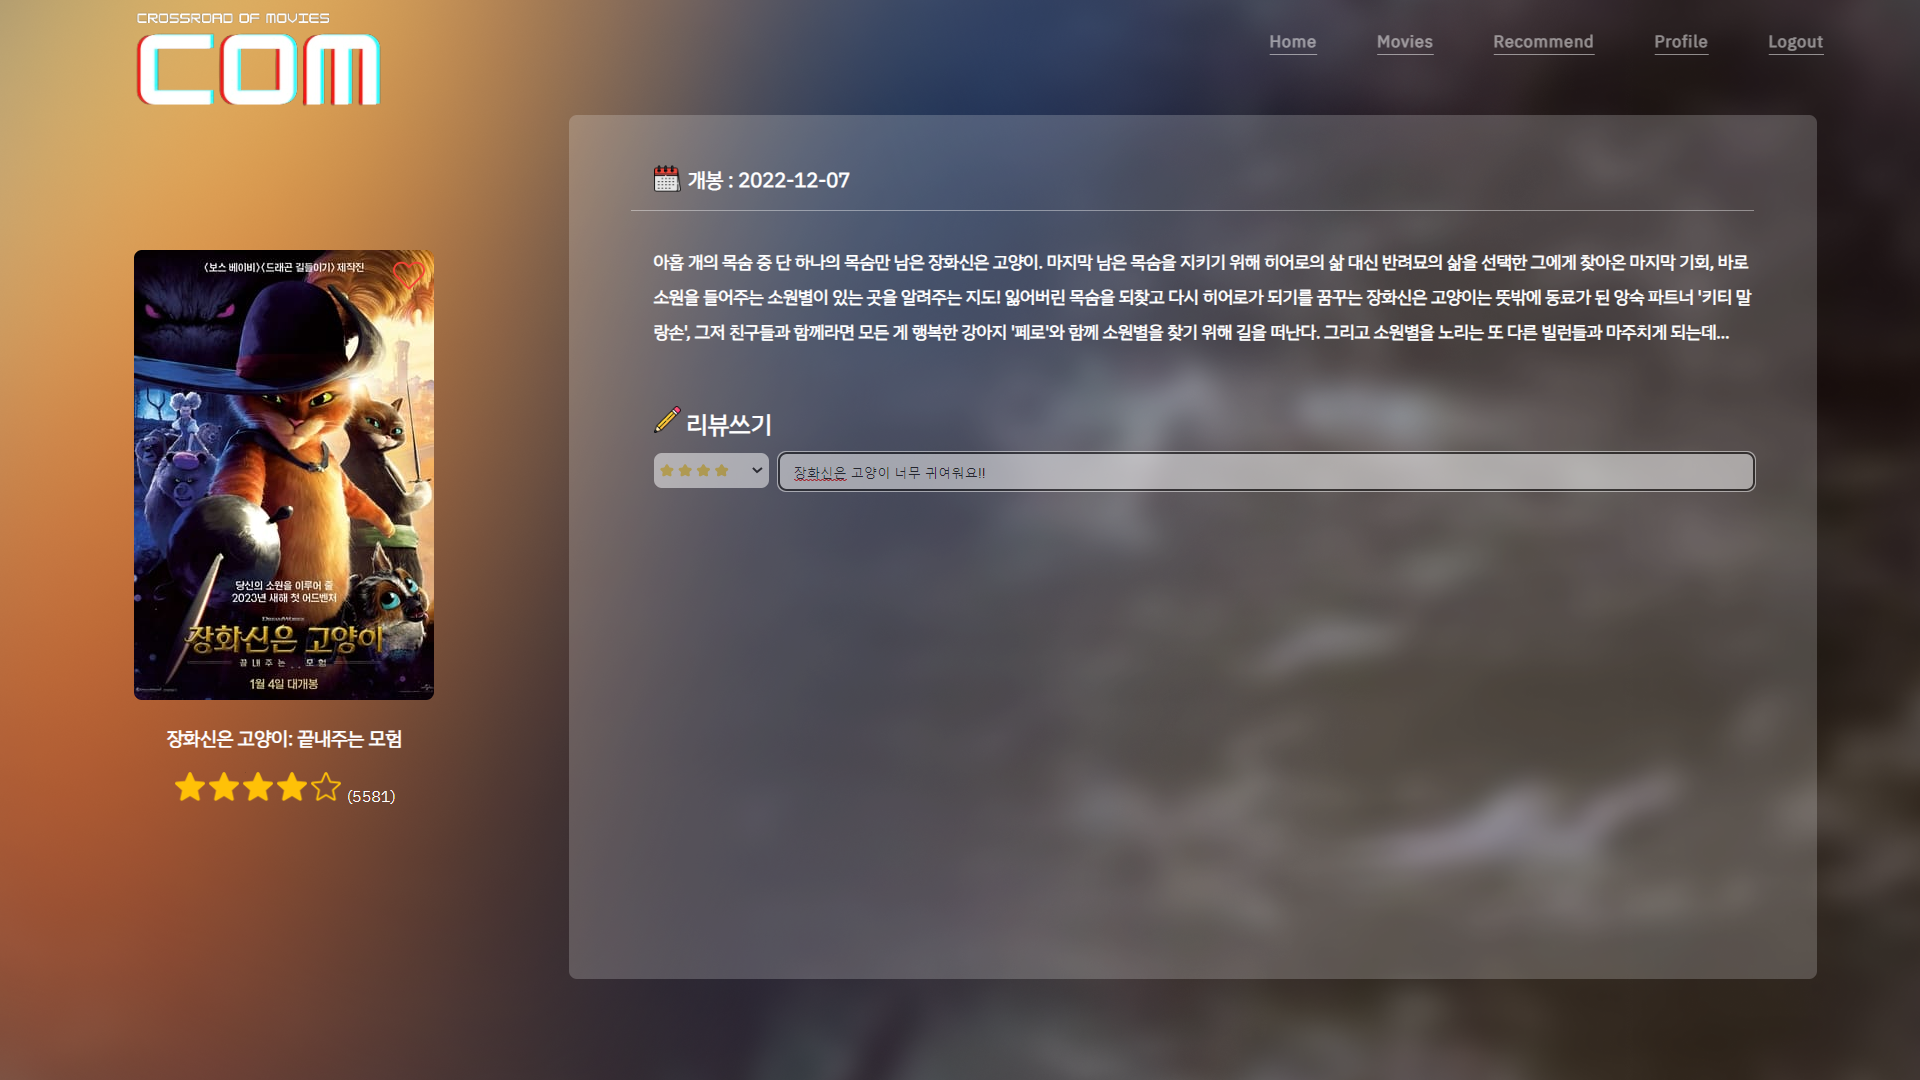 CROSSROAD OF MOVIES
COM
Home Movies Recommend Profile Logout
개봉 : 2022-12-07
아홉 개의 목숨 중 단 하나의 목숨만 남은 장화신은 고양이. 마지막 남은 목숨을 지키기 위해 히어로의 삶 대신 반려묘의 삶을 선택한 그에게 찾아온 마지막 기회, 바로
소원을 들어주는 소원별이 있는 곳을 알려주는 지도! 잃어버린 목숨을 되찾고 다시 히어로가 되기를 꿈꾸는 장화신은 고양이는 뜻밖에 동료가 된 앙숙 파트너 '키티 말
랑손', 그저 친구들과 함께라면 모든 게 행복한 강아지 '페로'와 함께 소원별을 찾기 위해 길을 떠난다. 그리고 소원별을 노리는 또 다른 빌런들과 마주치게 되는데...
리뷰쓰기
장화신은 고양이 너무 귀여워요!!
〈보스 베이비〉〈드래곤 길들이기〉 제작진
당신의 소원을 이루어 줄
2023년 새해 첫 어드벤처
DREAMWORKS
장화신은 고양이
끝내주는 모험
1월 4일 대개봉
장화신은 고양이: 끝내주는 모험
(5581)